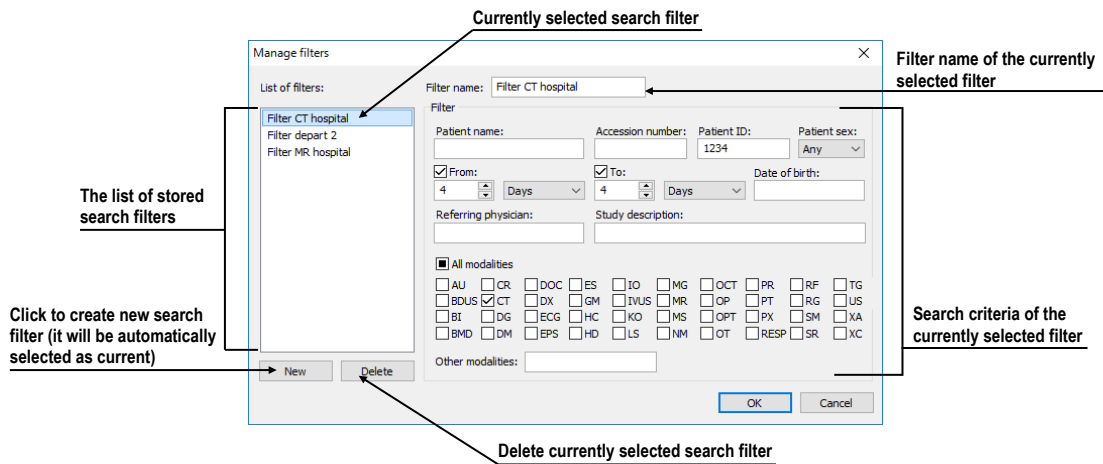 Currently selected search filter
Manage filters
Filter name of the currently
selected filter
List of filters:
Filter name: Filter CT hospital
Filter CT hospital
Filter depart 2
Filter MR hospital
Filter
Patient name: Accession number: Patient ID: Patient sex:
1234 Any
From: To: Date of birth:
4 Days 4 Days
Referring physician: Study description:
The list of stored
search filters
All modalities
AU CR DOC ES IO MG OCT PR RF TG
BDUS CT DX GM IVUS MR OP PT RG US
BI DG ECG HC KO MS OPT PX SM XA
BMD DM EPS HD LS NM OT RESP SR XC
Other modalities:
Click to create new search
filter (it will be automatically
selected as current)
Search criteria of the
currently selected filter
New Delete
OK Cancel
Delete currently selected search filter